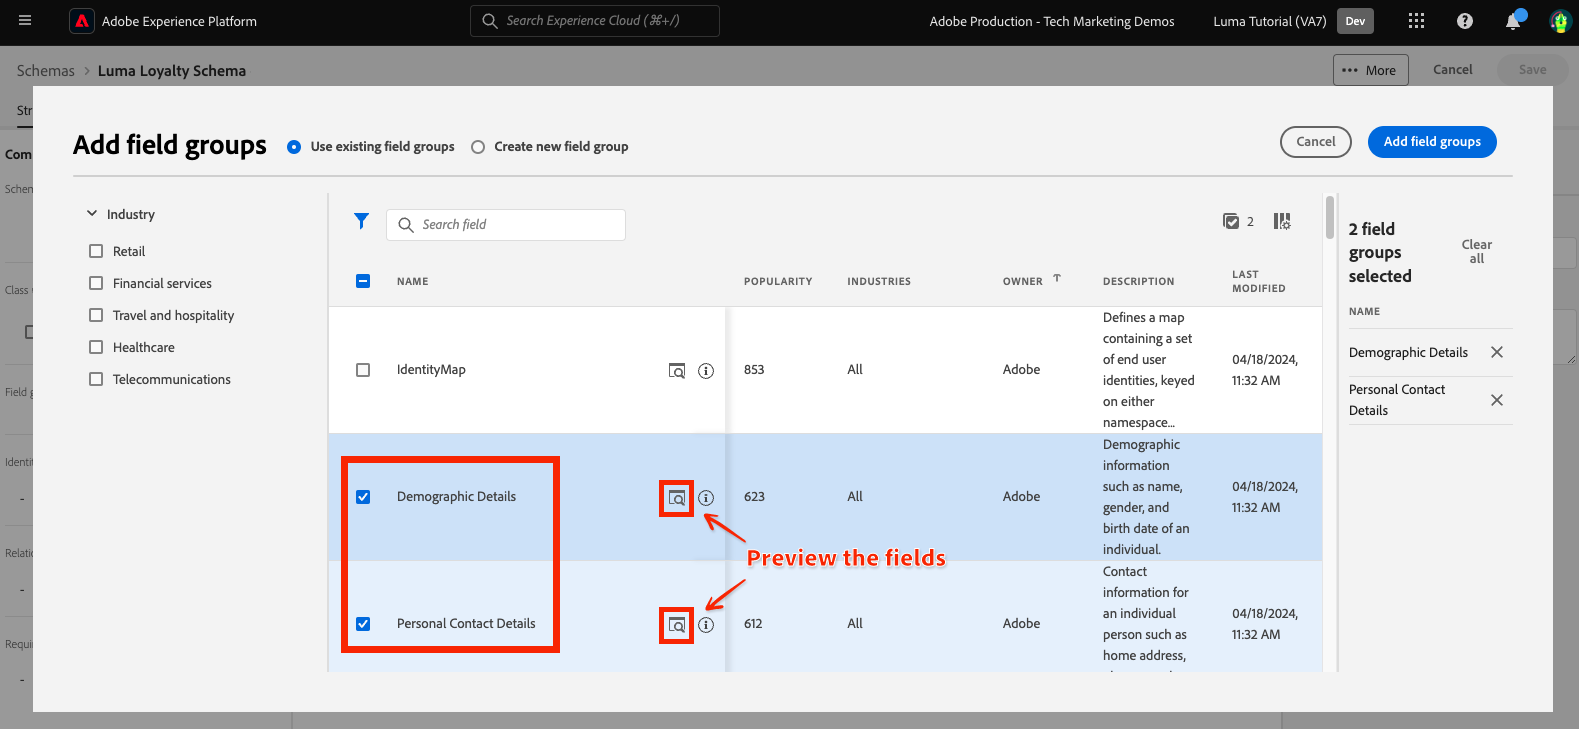 Adobe Experience Platform
Search Experience Cloud (⌘+/)
Adobe Production - Tech Marketing Demos
Luma Tutorial (VA7)
Dev
Schemas > Luma Loyalty Schema
••• More
Cancel
Save
Str
Com
Schem
Class
Field g
Identit
-
Relatio
-
Requir
-
Add field groups
Use existing field groups
Create new field group
Cancel
Add field groups
Industry
Retail
Financial services
Travel and hospitality
Healthcare
Telecommunications
Search field
2
NAME
POPULARITY
INDUSTRIES
OWNER ↑
DESCRIPTION
LAST
MODIFIED
IdentityMap
853
All
Adobe
Defines a map
containing a set
of end user
identities, keyed
on either
namespace...
04/18/2024,
11:32 AM
Demographic Details
623
All
Adobe
Demographic
information
such as name,
gender, and
birth date of an
individual.
04/18/2024,
11:32 AM
Preview the fields
Personal Contact Details
612
All
Adobe
Contact
information for
an individual
person such as
home address,
04/18/2024,
11:32 AM
2 field
groups
selected
Clear
all
NAME
Demographic Details
Personal Contact
Details